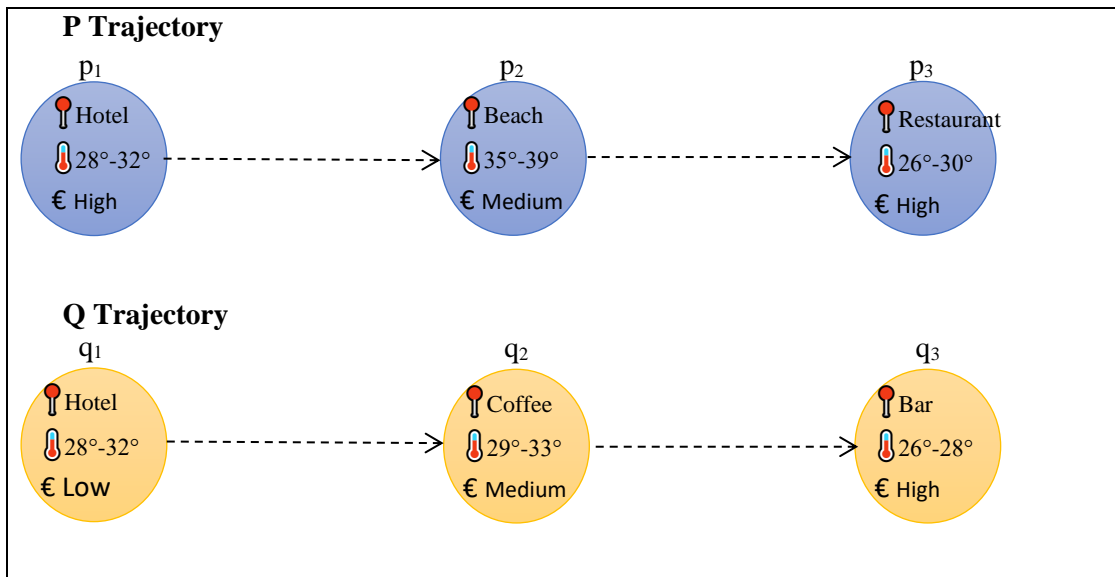 P Trajectory
p₁ p₂ p₃
Hotel Beach Restaurant
28°-32° 35°-39° 26°-30°
€ High € Medium € High
Q Trajectory
q₁ q₂ q₃
Hotel Coffee Bar
28°-32° 29°-33° 26°-28°
€ Low € Medium € High